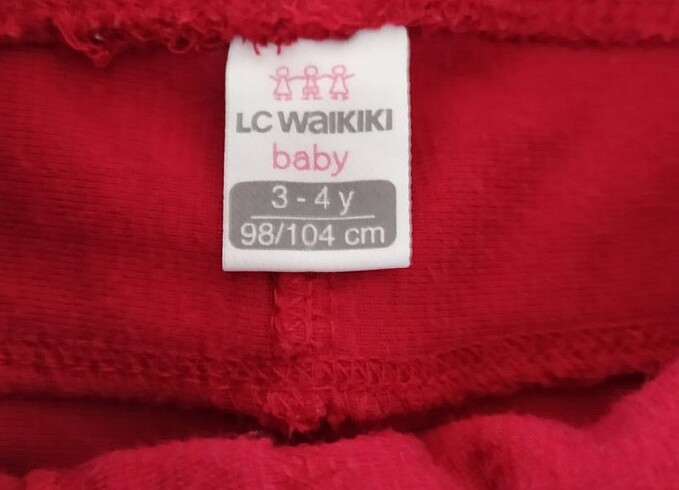 LC WAIKIKI
baby
3 - 4 y
98/104 cm